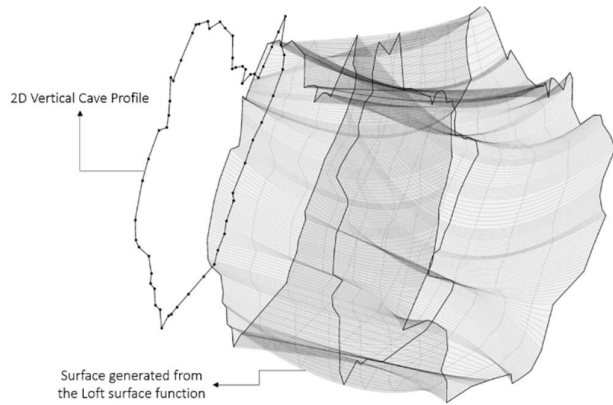 2D Vertical Cave Profile
Surface generated from
the Loft surface function